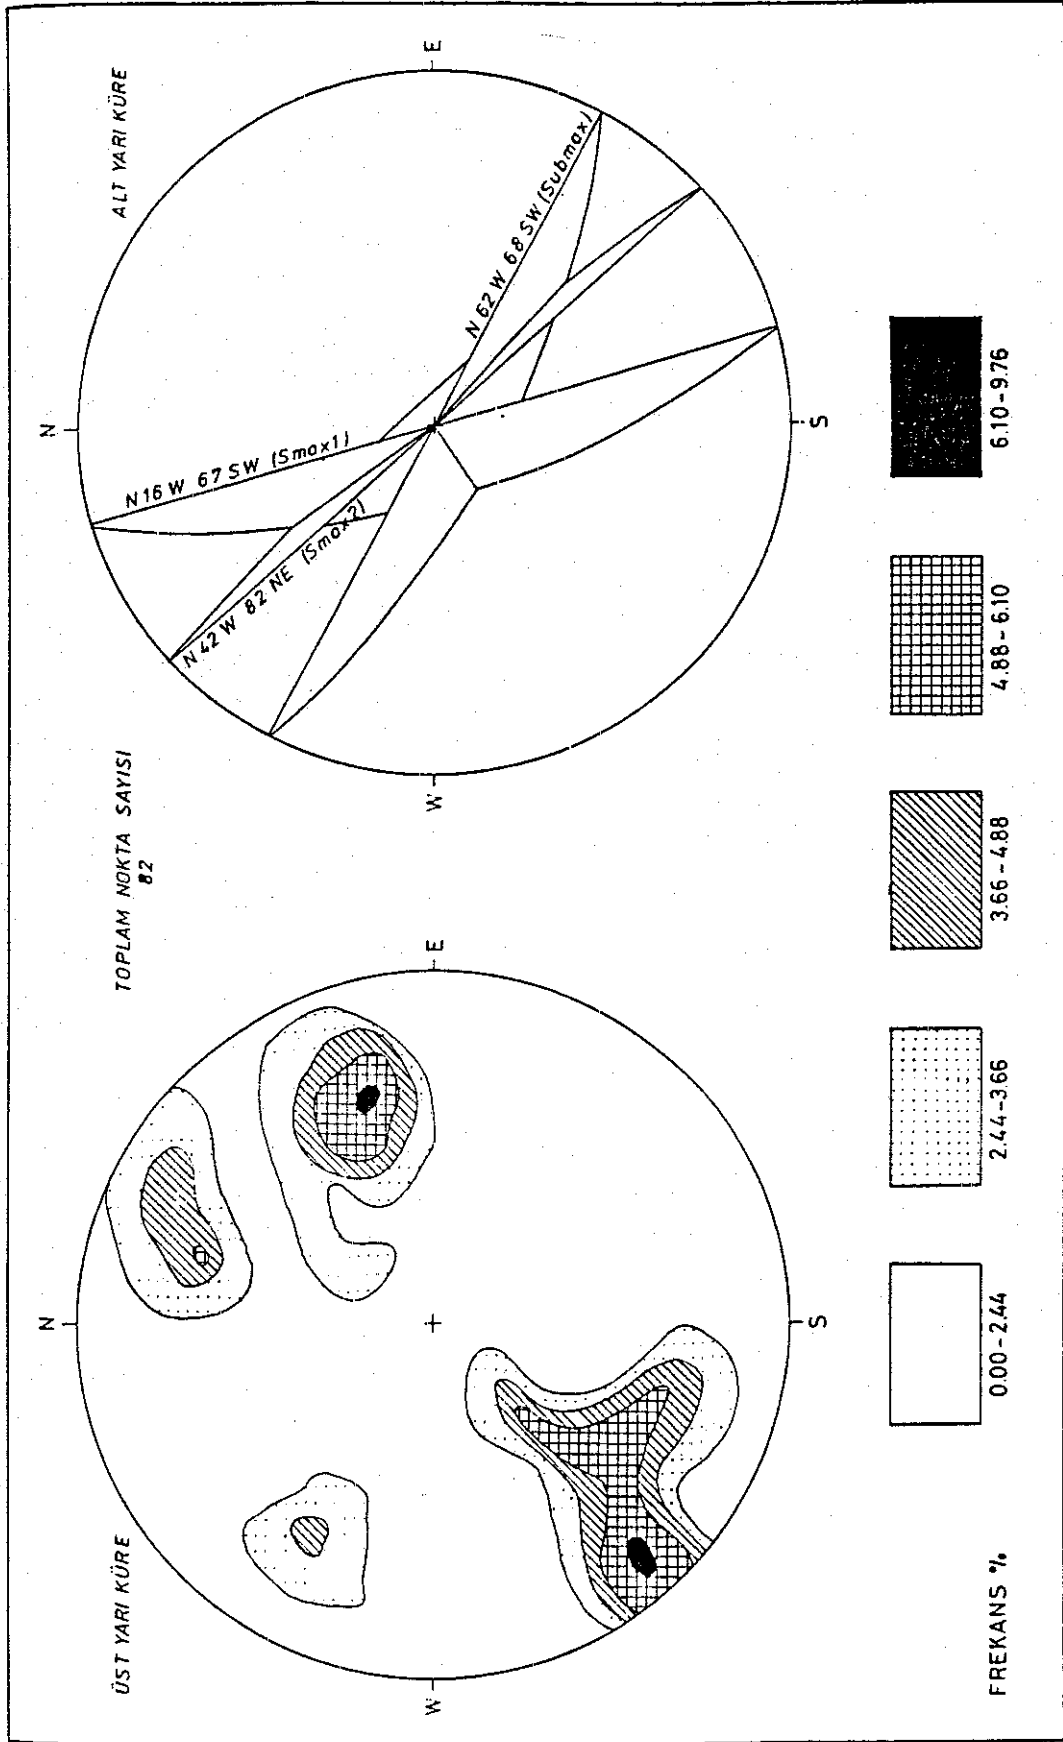 ÜST YARI KÜRE
TOPLAM NOKTA SAYISI
82
ALT YARI KÜRE
N
W
E
S
N
W
E
S
N 16 W 67 SW (Smax1)
N 42 W 82 NE (Smax2)
N 62 W 68 SW (Submax)
FREKANS %
0.00-2.44
2.44-3.66
3.66-4.88
4.88-6.10
6.10-9.76